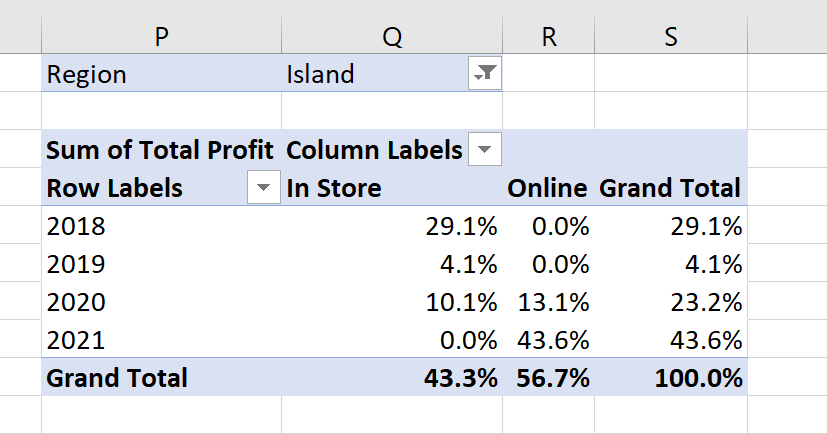 P Q R S
Region Island
Sum of Total Profit Column Labels
Row Labels In Store Online Grand Total
2018 29.1% 0.0% 29.1%
2019 4.1% 0.0% 4.1%
2020 10.1% 13.1% 23.2%
2021 0.0% 43.6% 43.6%
Grand Total 43.3% 56.7% 100.0%